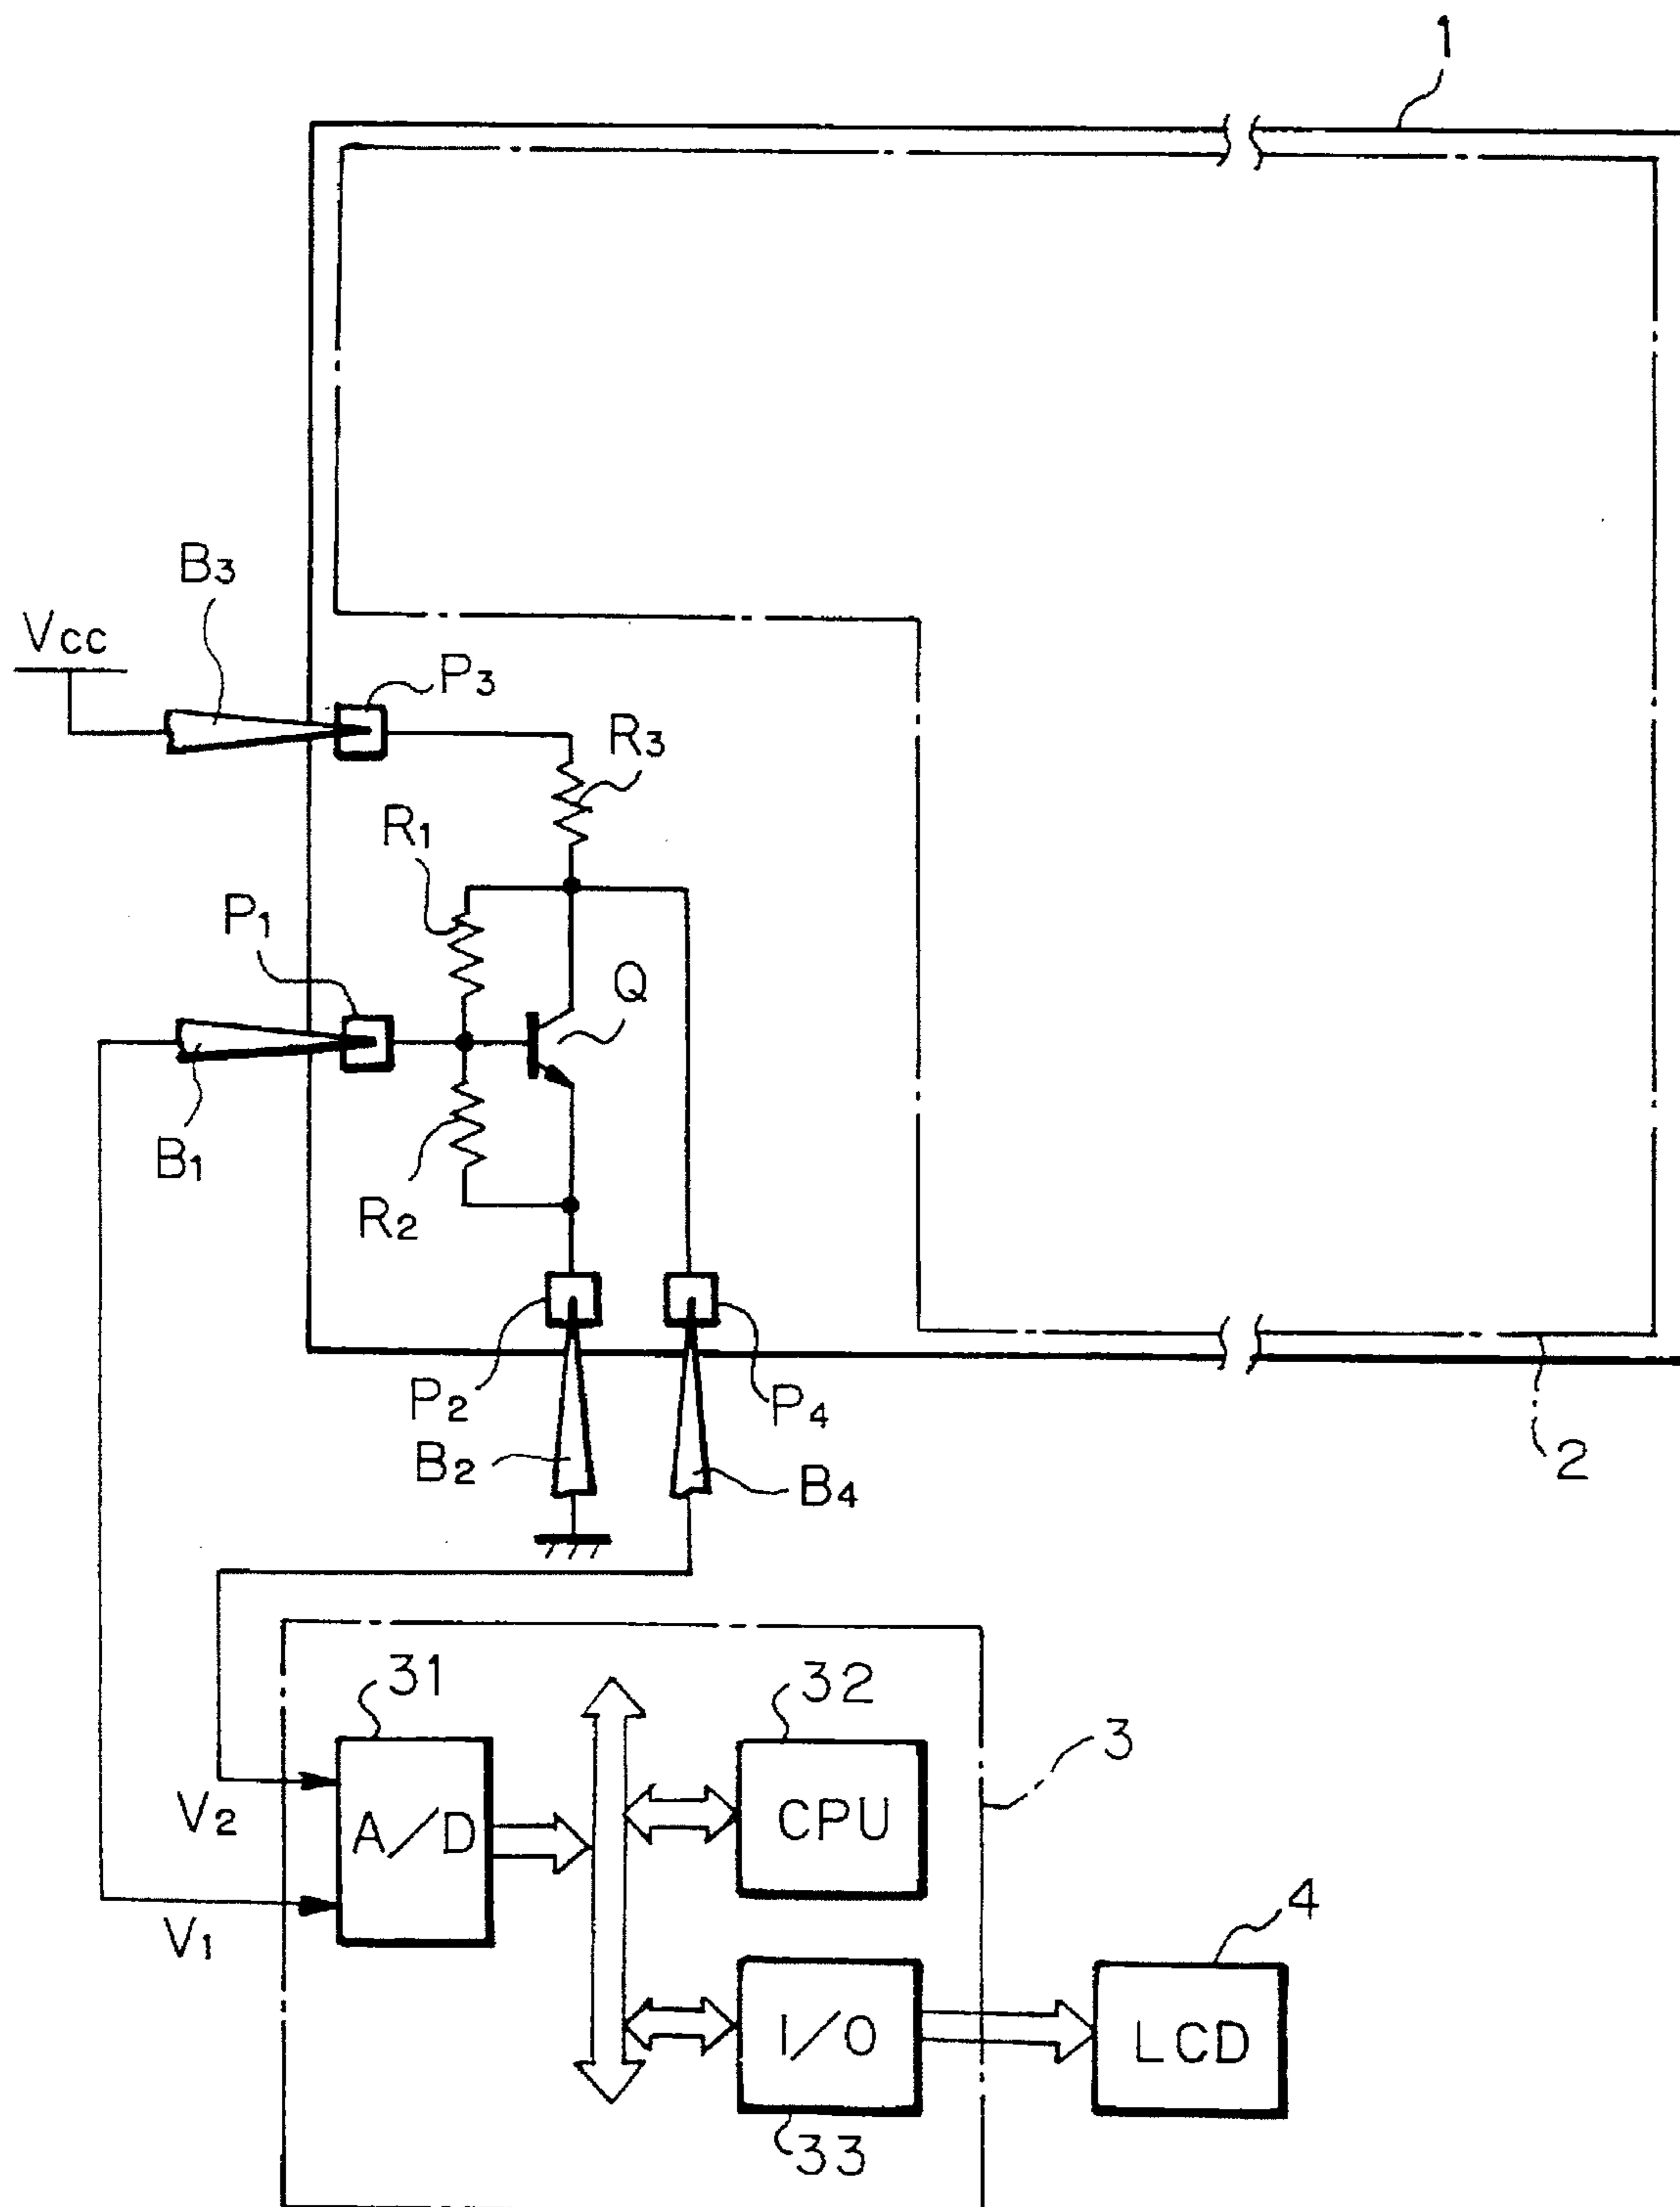 1
B3
Vcc
P3
R3
R1
P1
Q
B1
R2
P2
P4
B2
B4
2
31
32
3
V2
A/D
CPU
V1
4
I/O
LCD
33